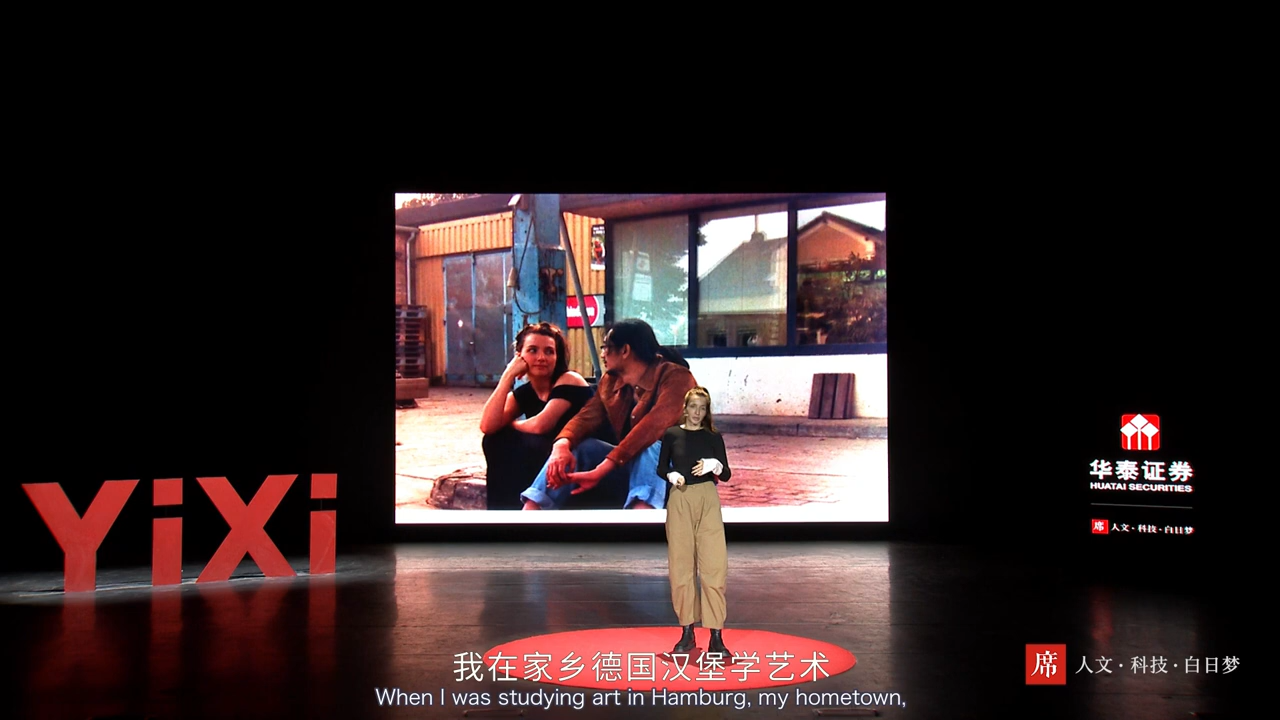 YiXi
华泰证券
HUATAI SECURITIES
席 人文·科技·白日梦
席 人文·科技·白日梦
我在家乡德国汉堡学艺术
When I was studying art in Hamburg, my hometown,